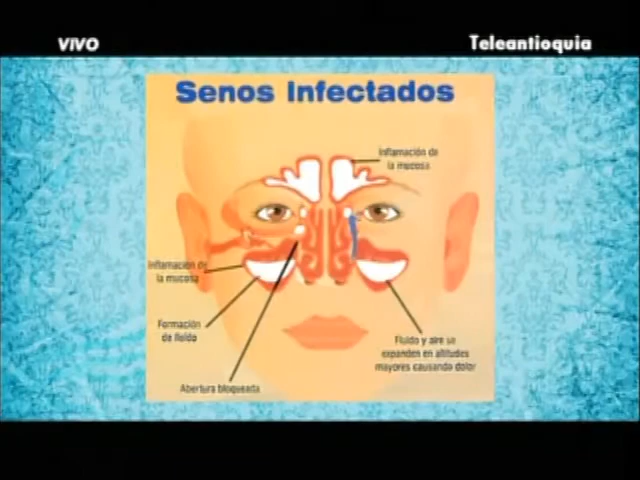 VIVO
Teleantioquia
Senos Infectados
Inflamación de
la mucosa
Inflamación de
la mucosa
Formación
de fluido
Abertura bloqueada
Fluido y aire se
expanden en altitudes
mayores causando dolor